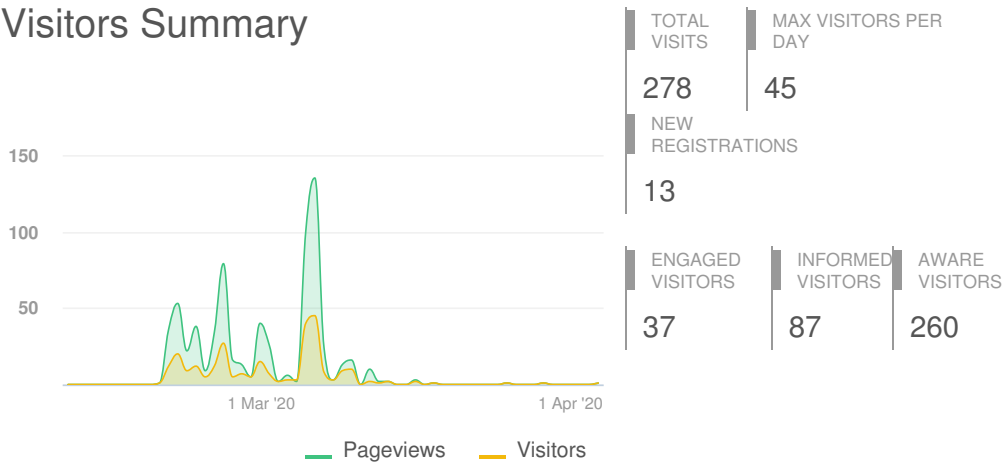 Visitors Summary
TOTAL
VISITS
278
MAX VISITORS PER
DAY
45
NEW
REGISTRATIONS
13
150
100
50
1 Mar '20
1 Apr '20
Pageviews
Visitors
ENGAGED
VISITORS
37
INFORMED
VISITORS
87
AWARE
VISITORS
260